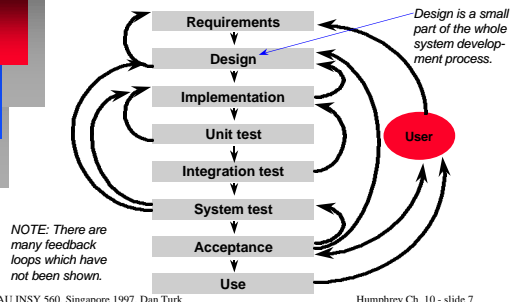 Requirements
Design is a small
part of the whole
system develop-
ment process.
Design
Implementation
Unit test
User
Integration test
System test
NOTE: There are
many feedback
loops which have
not been shown.
Acceptance
Use
AU INSY 560, Singapore 1997, Dan Turk
Humphrey Ch. 10 - slide 7